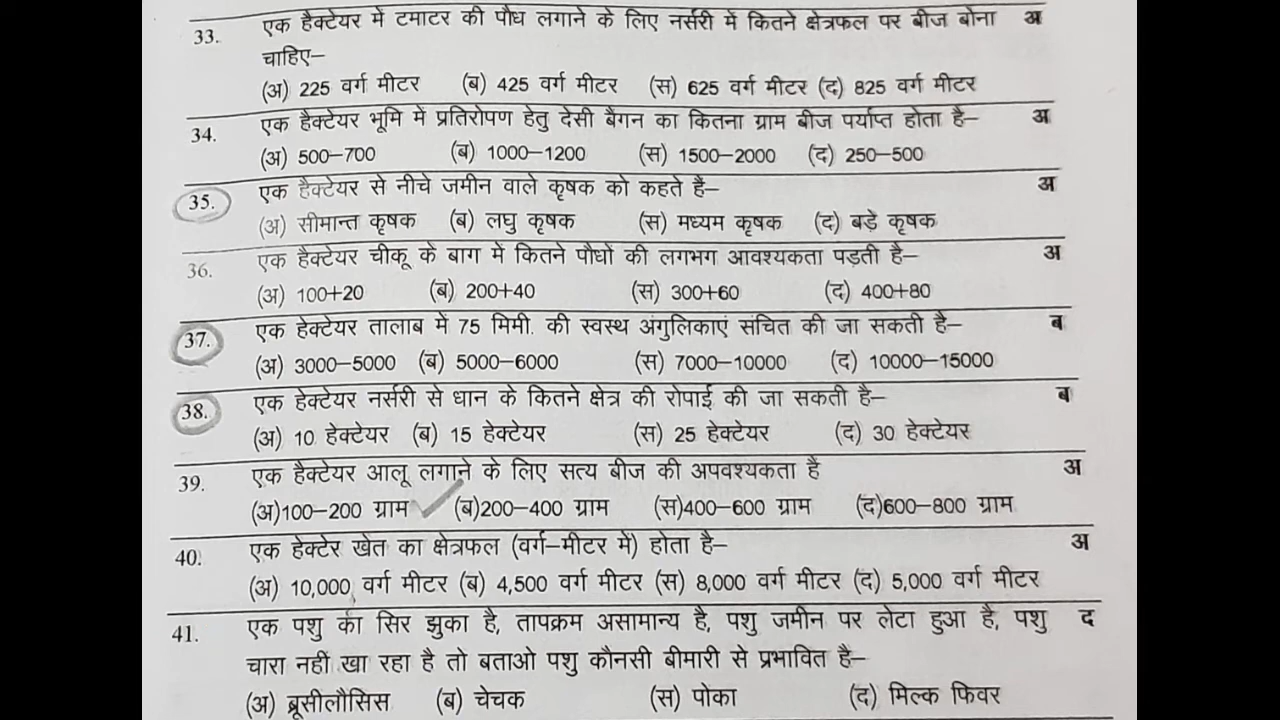 33. एक हैक्टेयर में टमाटर की पौध लगाने के लिए नर्सरी में कितने क्षेत्रफल पर बीज बोना अ
चाहिए–
(अ) 225 वर्ग मीटर (ब) 425 वर्ग मीटर (स) 625 वर्ग मीटर (द) 825 वर्ग मीटर
34. एक हैक्टेयर भूमि में प्रतिरोपण हेतु देसी बैगन का कितना ग्राम बीज पर्याप्त होता है– अ
(अ) 500–700 (ब) 1000–1200 (स) 1500–2000 (द) 250–500
35. एक हैक्टेयर से नीचे जमीन वाले कृषक को कहते है– अ
(अ) सीमान्त कृषक (ब) लघु कृषक (स) मध्यम कृषक (द) बड़े कृषक
36. एक हैक्टेयर चीकू के बाग में कितने पौधों की लगभग आवश्यकता पड़ती है– अ
(अ) 100+20 (ब) 200+40 (स) 300+60 (द) 400+80
37. एक हेक्टेयर तालाब में 75 मिमी. की स्वस्थ अंगुलिकाएं संचित की जा सकती है– ब
(अ) 3000–5000 (ब) 5000–6000 (स) 7000–10000 (द) 10000–15000
38. एक हेक्टेयर नर्सरी से धान के कितने क्षेत्र की रोपाई की जा सकती है– ब
(अ) 10 हेक्टेयर (ब) 15 हेक्टेयर (स) 25 हेक्टेयर (द) 30 हेक्टेयर
39. एक हैक्टेयर आलू लगाने के लिए सत्य बीज की अपवश्यकता है अ
(अ)100–200 ग्राम (ब)200–400 ग्राम (स)400–600 ग्राम (द)600–800 ग्राम
40. एक हेक्टेर खेत का क्षेत्रफल (वर्ग–मीटर में) होता है– अ
(अ) 10,000 वर्ग मीटर (ब) 4,500 वर्ग मीटर (स) 8,000 वर्ग मीटर (द) 5,000 वर्ग मीटर
41. एक पशु का सिर झुका है, तापक्रम असामान्य है, पशु जमीन पर लेटा हुआ है, पशु द
चारा नहीं खा रहा है तो बताओ पशु कौनसी बीमारी से प्रभावित है–
(अ) ब्रूसीलौसिस (ब) चेचक (स) पोका (द) मिल्क फिवर